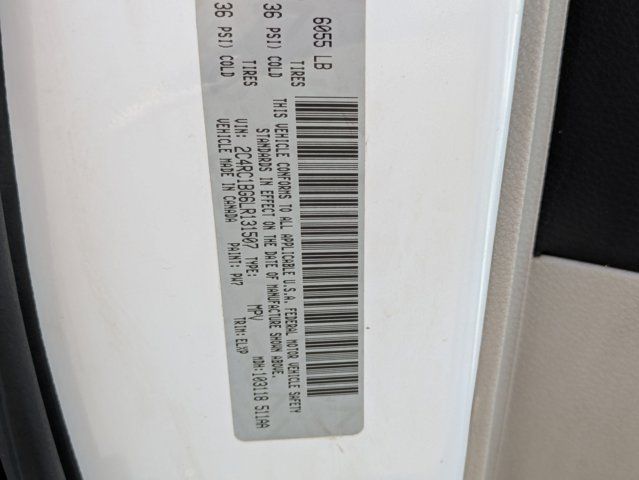 6055 LB
TIRES 36 PSI) COLD
TIRES 36 PSI) COLD
THIS VEHICLE CONFORMS TO ALL APPLICABLE U.S.A. FEDERAL MOTOR VEHICLE SAFETY
STANDARDS IN EFFECT ON THE DATE OF MANUFACTURE SHOWN ABOVE.
VIN: 2C4RC1BG6LR131507 TYPE: MPV MDH:103118 511AA
VEHICLE MADE IN CANADA PAINT: PW7 TRIM:ELXP